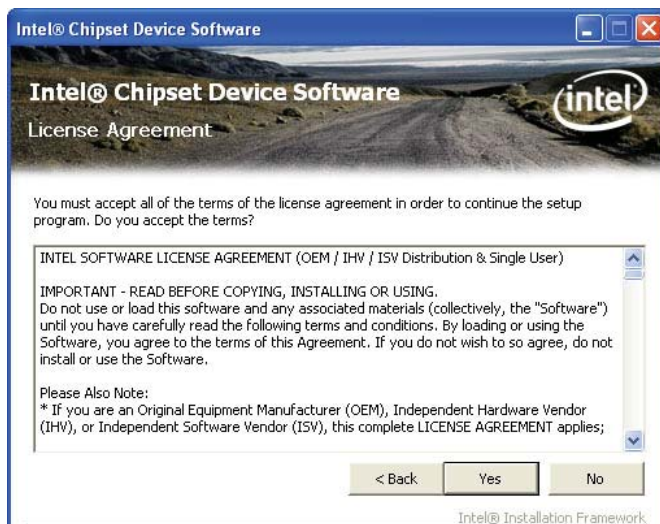 Intel® Chipset Device Software
Intel® Chipset Device Software
intel
License Agreement
You must accept all of the terms of the license agreement in order to continue the setup
program. Do you accept the terms?
INTEL SOFTWARE LICENSE AGREEMENT (OEM / IHV / ISV Distribution & Single User)
IMPORTANT - READ BEFORE COPYING, INSTALLING OR USING.
Do not use or load this software and any associated materials (collectively, the "Software")
until you have carefully read the following terms and conditions. By loading or using the
Software, you agree to the terms of this Agreement. If you do not wish to so agree, do not
install or use the Software.
Please Also Note:
* If you are an Original Equipment Manufacturer (OEM), Independent Hardware Vendor
(IHV), or Independent Software Vendor (ISV), this complete LICENSE AGREEMENT applies;
< Back Yes No
Intel® Installation Framework